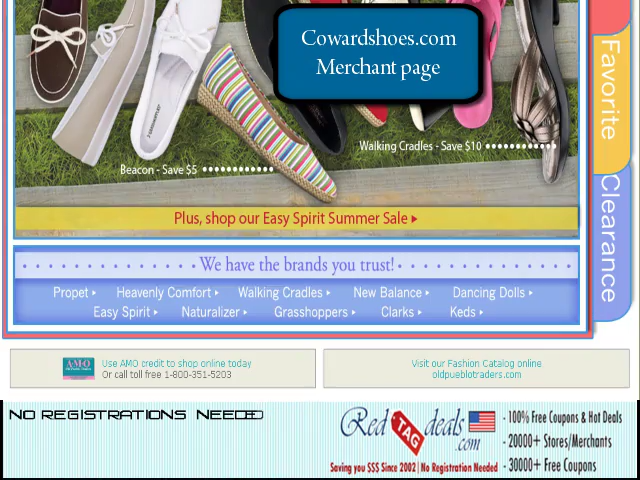 Cowardshoes.com
Merchant page
Favorite
Walking Cradles - Save $10
Beacon - Save $5
Clearance
Plus, shop our Easy Spirit Summer Sale
We have the brands you trust!
Propet Heavenly Comfort Walking Cradles New Balance Dancing Dolls
Easy Spirit Naturalizer Grasshoppers Clarks Keds
AMO
Use AMO credit to shop online today
Or call toll free 1-800-351-5203
Visit our Fashion Catalog online
oldpueblotraders.com
NO REGISTRATIONS NEEDED
Red TAG deals
.com
Saving you $$$ Since 2002 | No Registration Needed
- 100% Free Coupons & Hot Deals
- 20000+ Stores/Merchants
- 30000+ Free Coupons